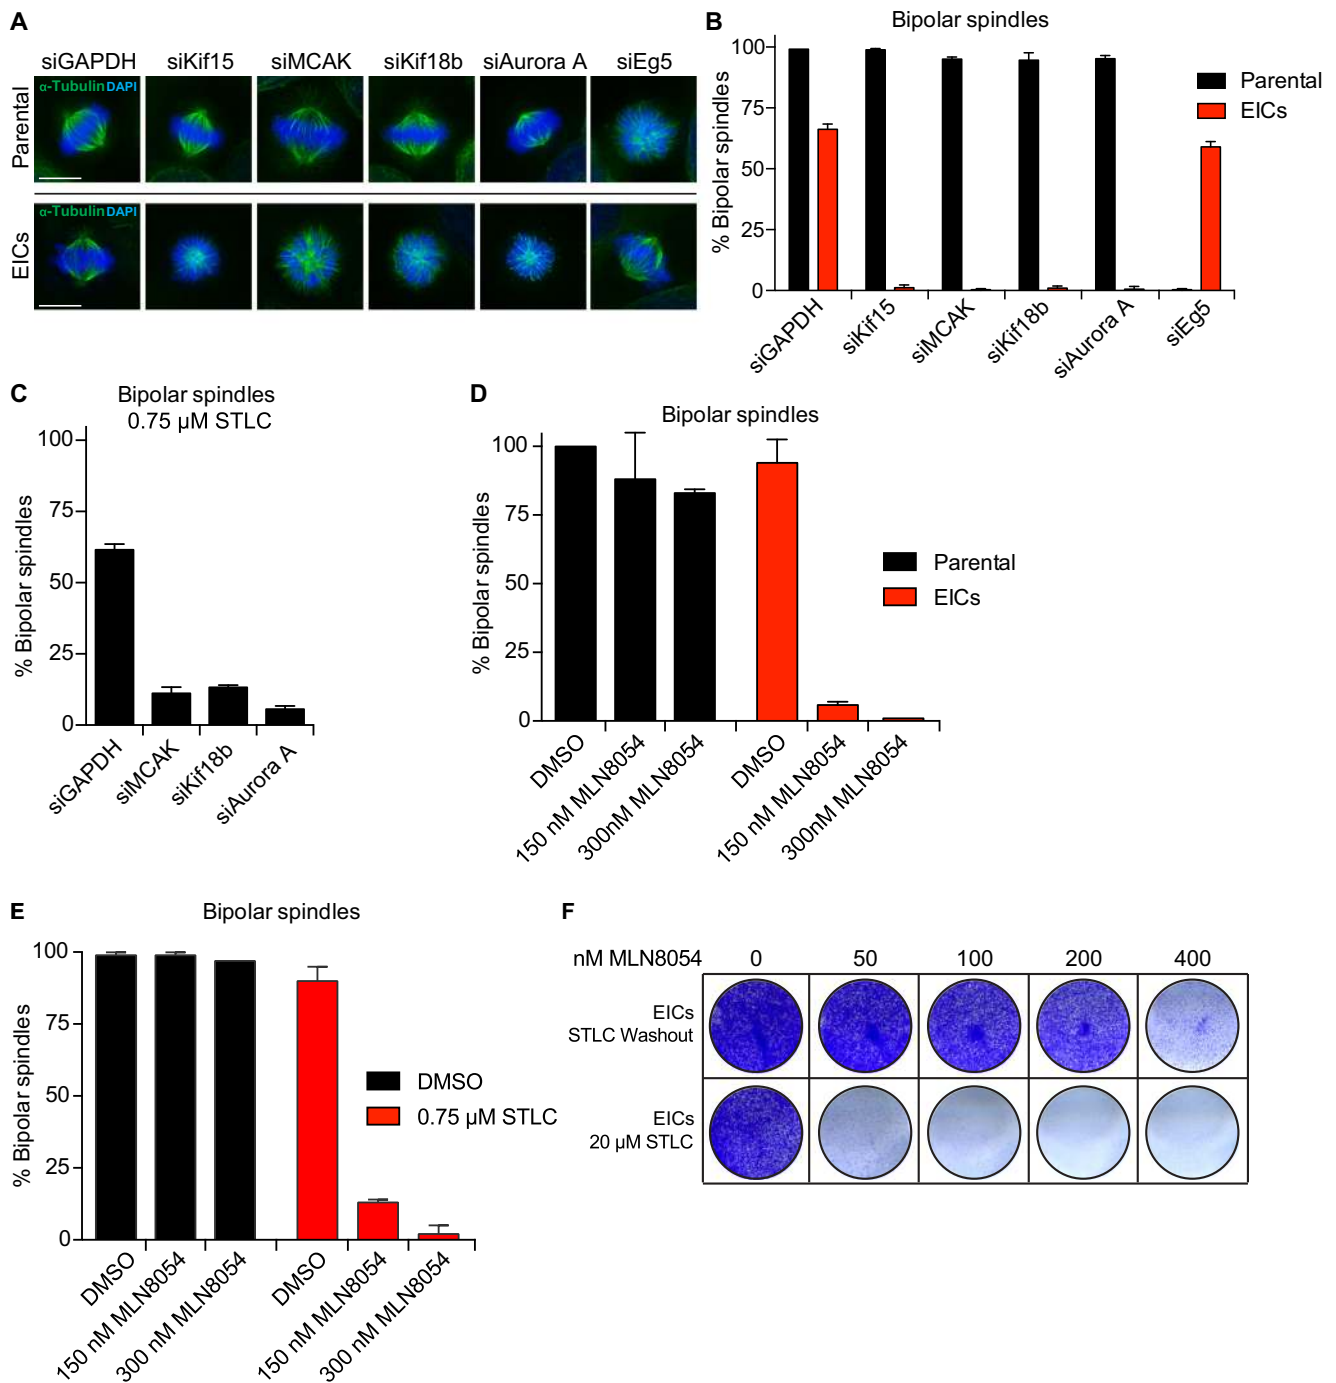 A
siGAPDH siKif15 siMCAK siKif18b siAurora A siEg5
Parental
α-Tubulin DAPI
EICs
α-Tubulin DAPI
B
Bipolar spindles
% Bipolar spindles
100
75
50
25
0
siGAPDH
siKif15
siMCAK
siKif18b
siAurora A
siEg5
Parental
EICs
C
Bipolar spindles
0.75 µM STLC
% Bipolar spindles
100
75
50
25
0
siGAPDH
siMCAK
siKif18b
siAurora A
D
Bipolar spindles
% Bipolar spindles
100
75
50
25
0
DMSO
150 nM MLN8054
300nM MLN8054
DMSO
150 nM MLN8054
300nM MLN8054
Parental
EICs
E
Bipolar spindles
% Bipolar spindles
100
75
50
25
0
DMSO
150 nM MLN8054
300 nM MLN8054
DMSO
150 nM MLN8054
300 nM MLN8054
DMSO
0.75 µM STLC
F
nM MLN8054 0 50 100 200 400
EICs
STLC Washout
EICs
20 µM STLC